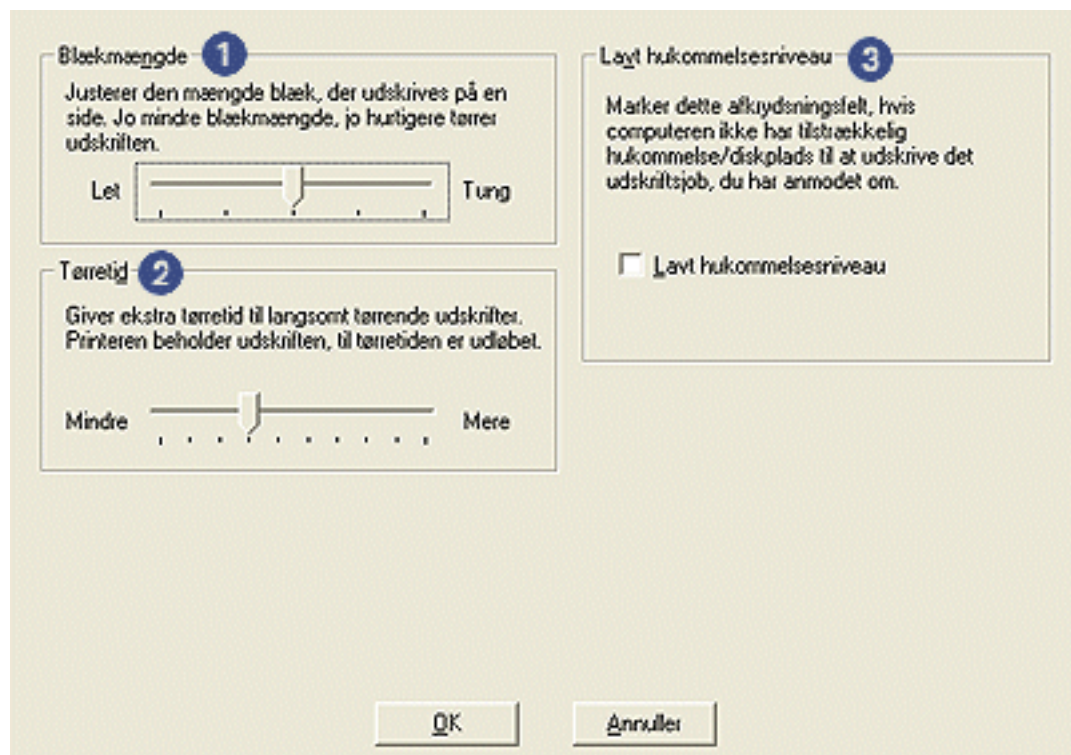 Blækmængde 1
Justerer den mængde blæk, der udskrives på en
side. Jo mindre blækmængde, jo hurtigere tørrer
udskriften.
Let Tung
Tørretid 2
Giver ekstra tørretid til langsomt tørrende udskrifter.
Printeren beholder udskriften, til tørretiden er udløbet.
Mindre Mere
Lavt hukommelsesniveau 3
Marker dette afkrydsningsfelt, hvis
computeren ikke har tilstrækkelig
hukommelse/diskplads til at udskrive det
udskriftsjob, du har anmodet om.
Lavt hukommelsesniveau
OK Annuller